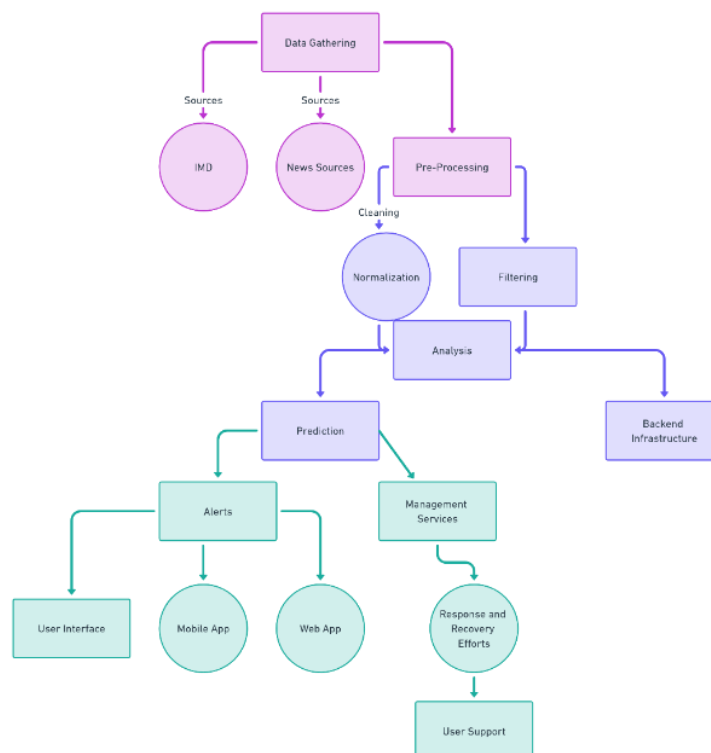 Data Gathering
Sources
Sources
IMD
News Sources
Pre-Processing
Cleaning
Normalization
Filtering
Analysis
Prediction
Backend
Infrastructure
Alerts
Management
Services
User Interface
Mobile App
Web App
Response and
Recovery
Efforts
User Support